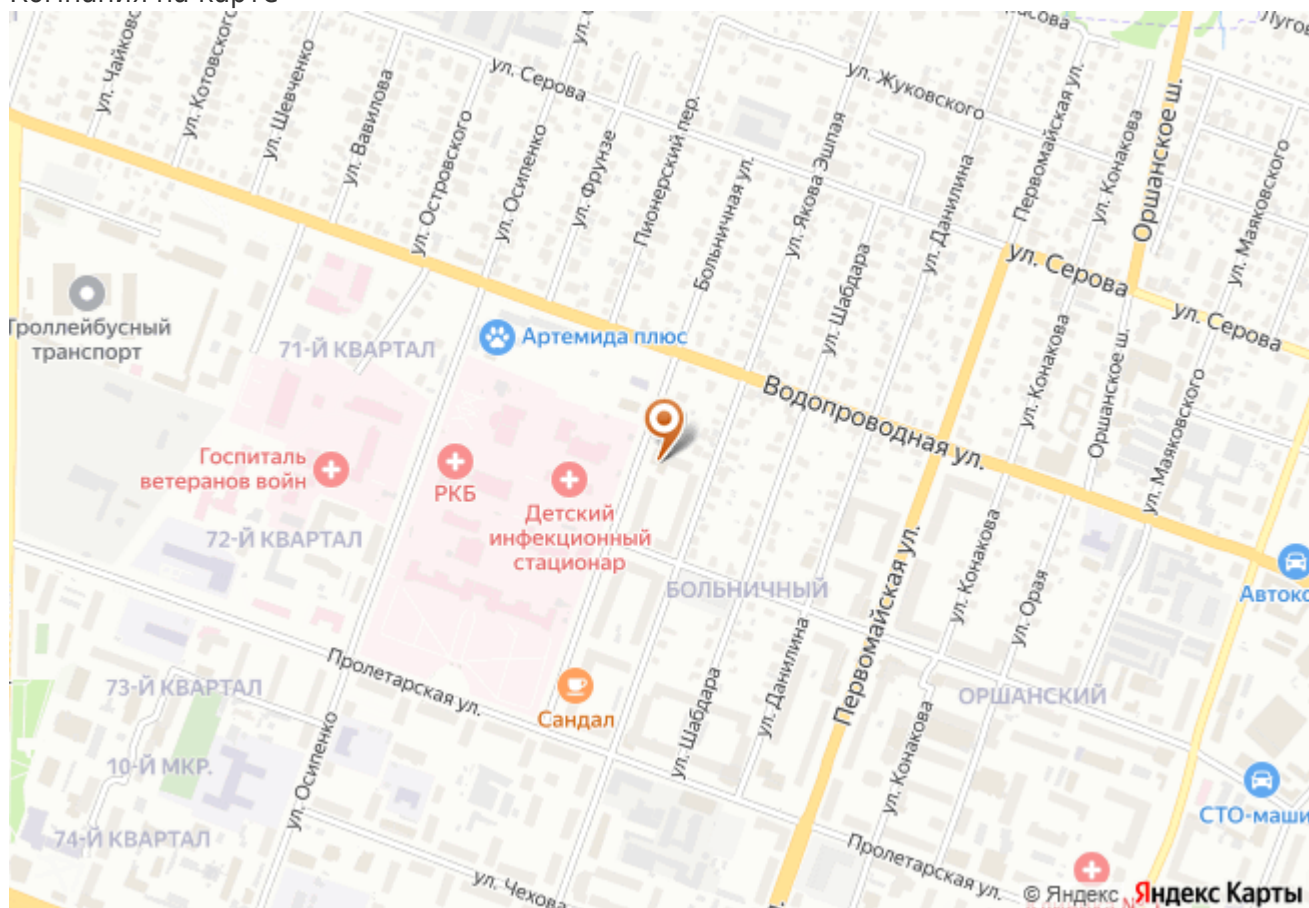 Компания на карте
ул. Серова
ул. Жуковского
Первомайская ул.
ул. Конакова
Оршанское ш.
ул. Маяковского
ул. Котовского
ул. Шевченко
ул. Вавилова
ул. Островского
ул. Осипенко
ул. Фрунзе
Пионерский пер.
Больничная ул.
ул. Якова Эшпая
ул. Шабдара
ул. Данилина
ул. Серова
ул. Серова
Троллейбусный
транспорт
71-Й КВАРТАЛ
Артемида плюс
Водопроводная ул.
ул. Конакова
Оршанское ш.
ул. Маяковского
Госпиталь
ветеранов войн
РКБ
Детский
инфекционный
стационар
72-Й КВАРТАЛ
БОЛЬНИЧНЫЙ
Первомайская ул.
ул. Конакова
ул. Орая
Пролетарская ул.
73-Й КВАРТАЛ
Сандал
ул. Шабдара
ул. Данилина
ОРШАНСКИЙ
ул. Конакова
10-Й МКР.
ул. Осипенко
74-Й КВАРТАЛ
СТО-маши
ул. Чехова
Пролетарская ул.
© Яндекс Яндекс Карты